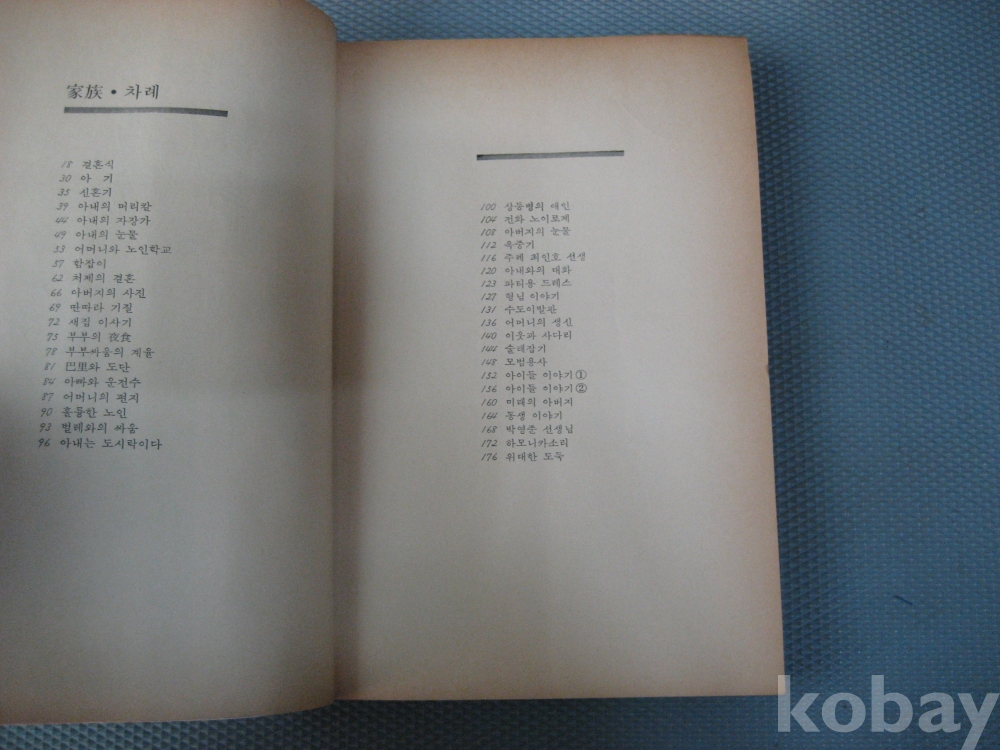 家族 • 차례
18 결혼식
30 아 기
35 신혼기
39 아내의 머리칼
44 아내의 자장가
49 아내의 눈물
53 어머니와 노인학교
57 함잡이
62 처제의 결혼
66 아버지의 사진
69 딴따라 기질
72 새집 이사기
75 부부의 夜食
78 부부싸움의 계율
81 巴里와 도단
84 아빠와 운전수
87 어머니의 편지
90 훌륭한 노인
93 벌레와의 싸움
96 아내는 도시락이다
100 상등병의 애인
104 전화 노이로제
108 아버지의 눈물
112 옥중기
116 주례 최인호 선생
120 아내와의 대화
123 파티용 드레스
127 형님 이야기
131 수도이발관
136 어머니의 생신
140 이웃과 사다리
144 술래잡기
148 모범유사
152 아이들 이야기①
156 아이들 이야기②
160 미래의 아버지
164 동생 이야기
168 박영준 선생님
172 하모니카소리
176 위대한 도둑
kobay